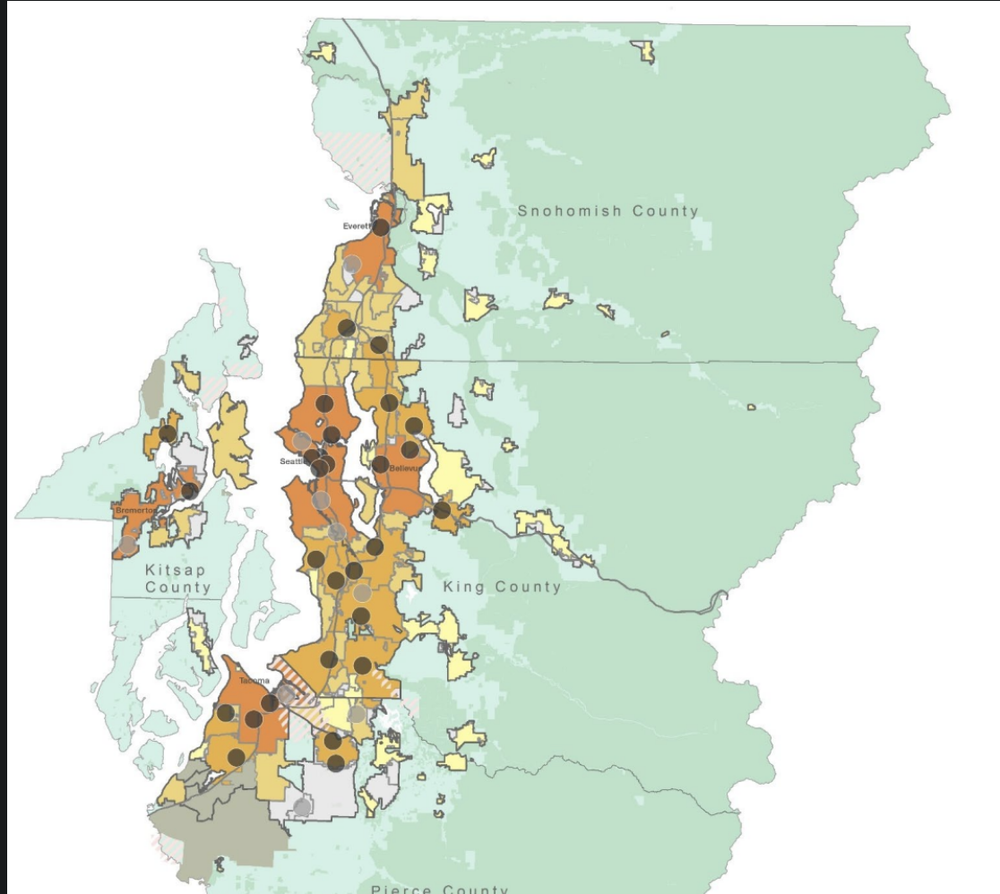 Snohomish County
Everett
Seattle
Bellevue
Bremerton
Kitsap
County
King County
Tacoma
Pierce County